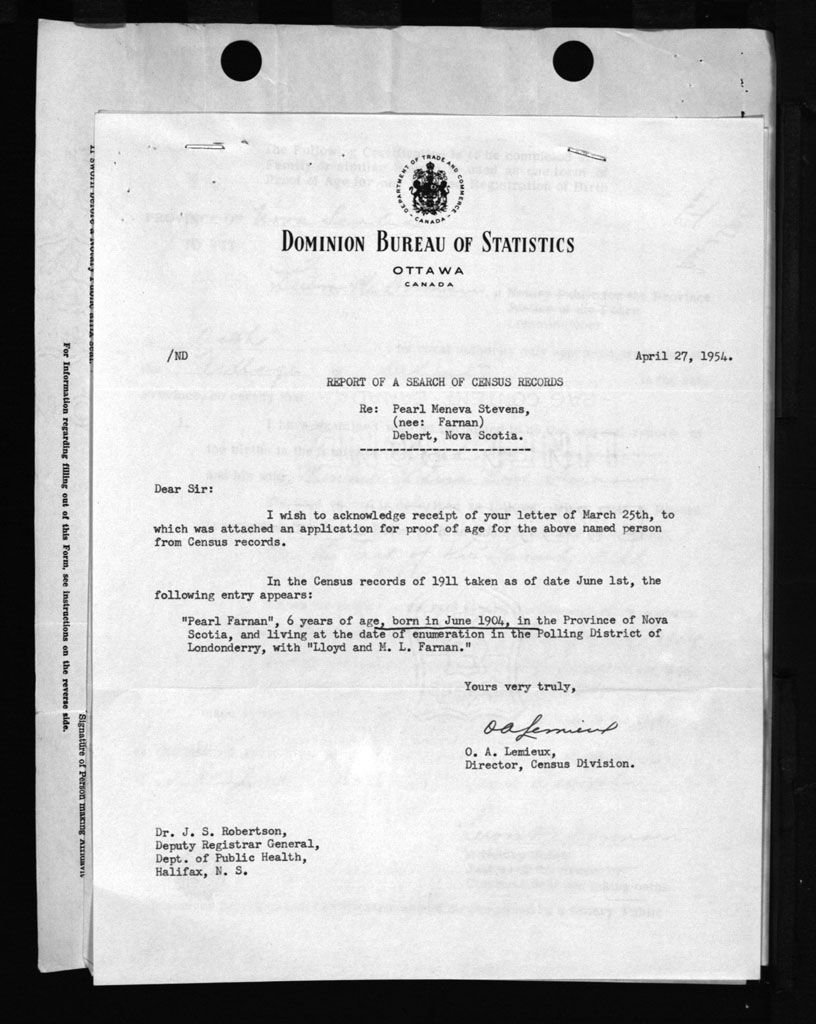 DEPARTMENT OF TRADE AND COMMERCE
CANADA
DOMINION BUREAU OF STATISTICS
OTTAWA
CANADA
/ND
April 27, 1954.
REPORT OF A SEARCH OF CENSUS RECORDS
Re: Pearl Meneva Stevens,
(nee: Farnan)
Debert, Nova Scotia.
Dear Sir:
I wish to acknowledge receipt of your letter of March 25th, to
which was attached an application for proof of age for the above named person
from Census records.
In the Census records of 1911 taken as of date June 1st, the
following entry appears:
"Pearl Farnan", 6 years of age, born in June 1904, in the Province of Nova
Scotia, and living at the date of enumeration in the Polling District of
Londonderry, with "Lloyd and M. L. Farnan."
Yours very truly,
O A Lemieux
O. A. Lemieux,
Director, Census Division.
Dr. J. S. Robertson,
Deputy Registrar General,
Dept. of Public Health,
Halifax, N. S.
For Information regarding filling out of this Form, see instructions on the reverse side.
Signature of Person making Affidavit